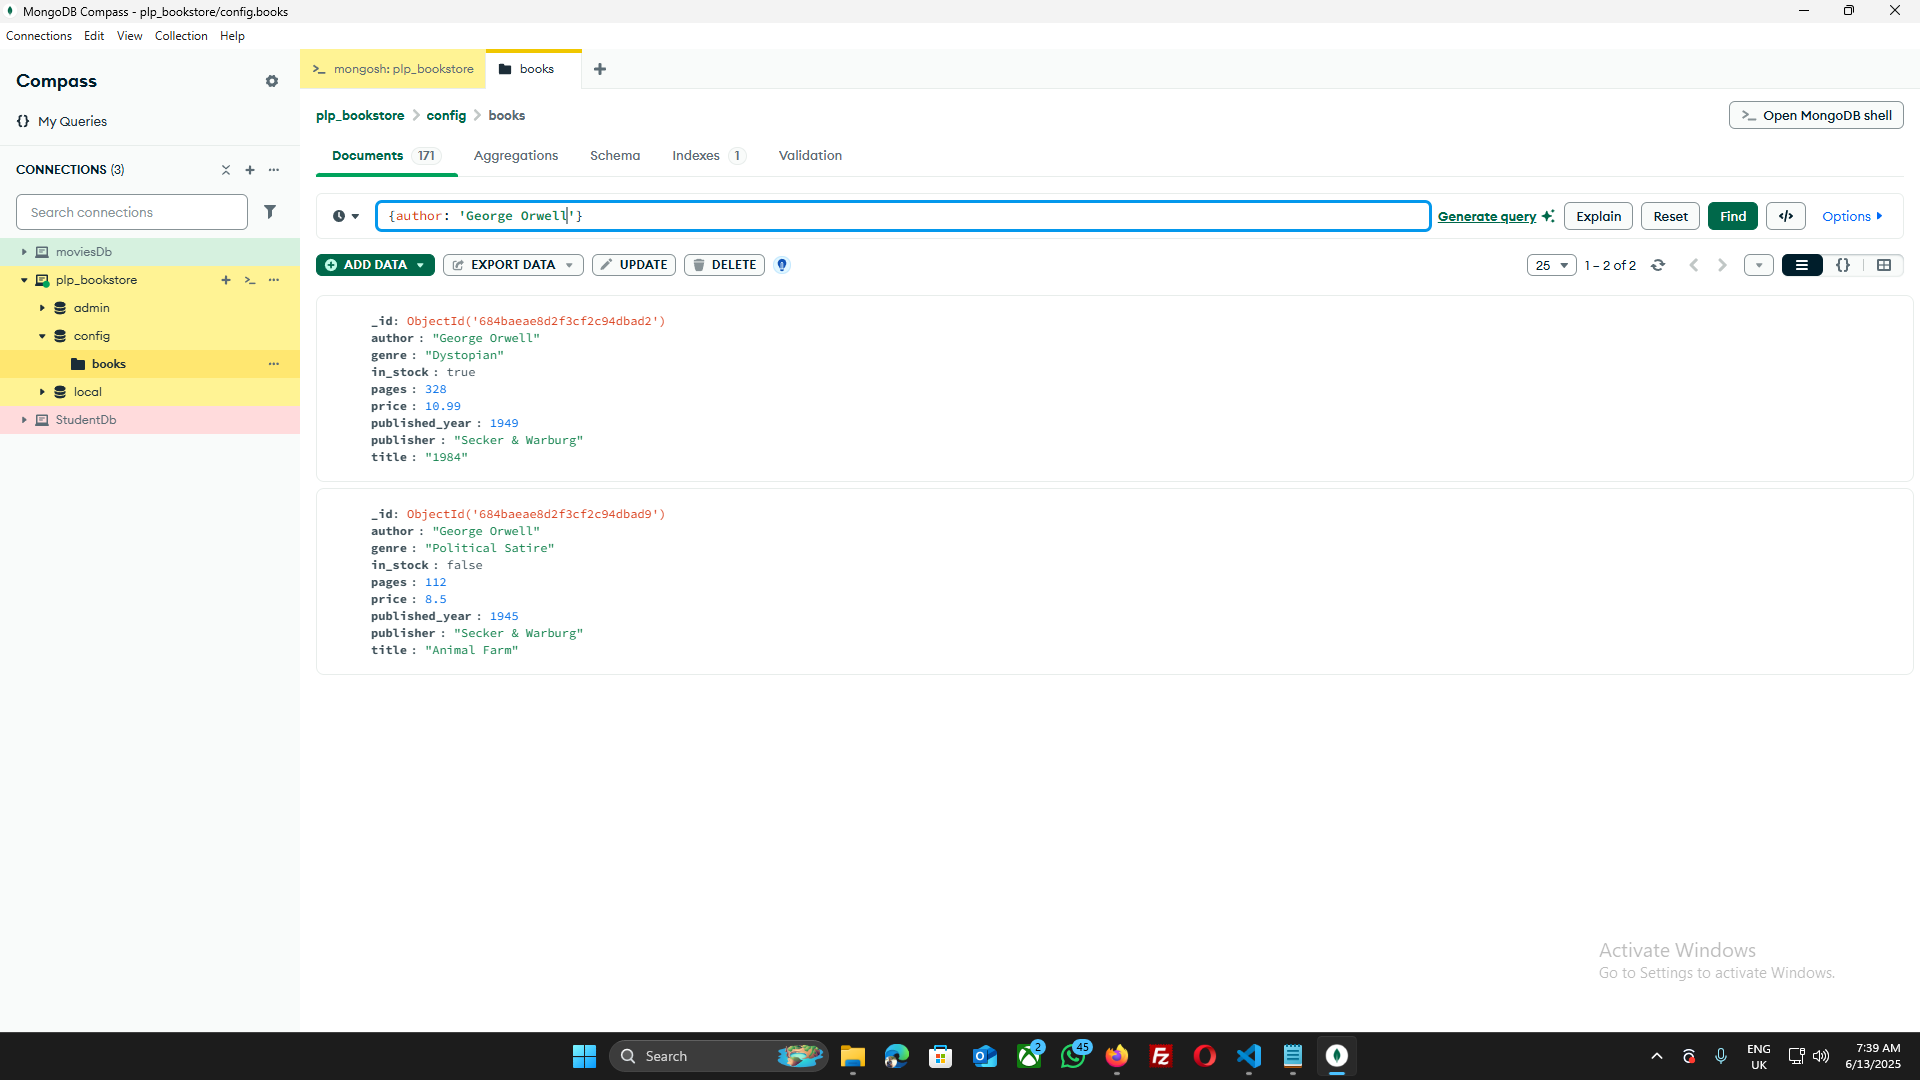 MongoDB Compass - plp_bookstore/config.books
Connections Edit View Collection Help
Compass
My Queries
CONNECTIONS (3)
Search connections
moviesDb
plp_bookstore
admin
config
books
local
StudentDb
mongosh: plp_bookstore
books
plp_bookstore > config > books
Open MongoDB shell
Documents 171 Aggregations Schema Indexes 1 Validation
{author: 'George Orwell'}
Generate query Explain Reset Find </> Options
ADD DATA EXPORT DATA UPDATE DELETE
25 1 – 2 of 2 {}
_id: ObjectId('684baeae8d2f3cf2c94dbad2')
author : "George Orwell"
genre : "Dystopian"
in_stock : true
pages : 328
price : 10.99
published_year : 1949
publisher : "Secker & Warburg"
title : "1984"
_id: ObjectId('684baeae8d2f3cf2c94dbad9')
author : "George Orwell"
genre : "Political Satire"
in_stock : false
pages : 112
price : 8.5
published_year : 1945
publisher : "Secker & Warburg"
title : "Animal Farm"
Activate Windows
Go to Settings to activate Windows.
Search
2
45
Fz
ENG
UK
7:39 AM
6/13/2025